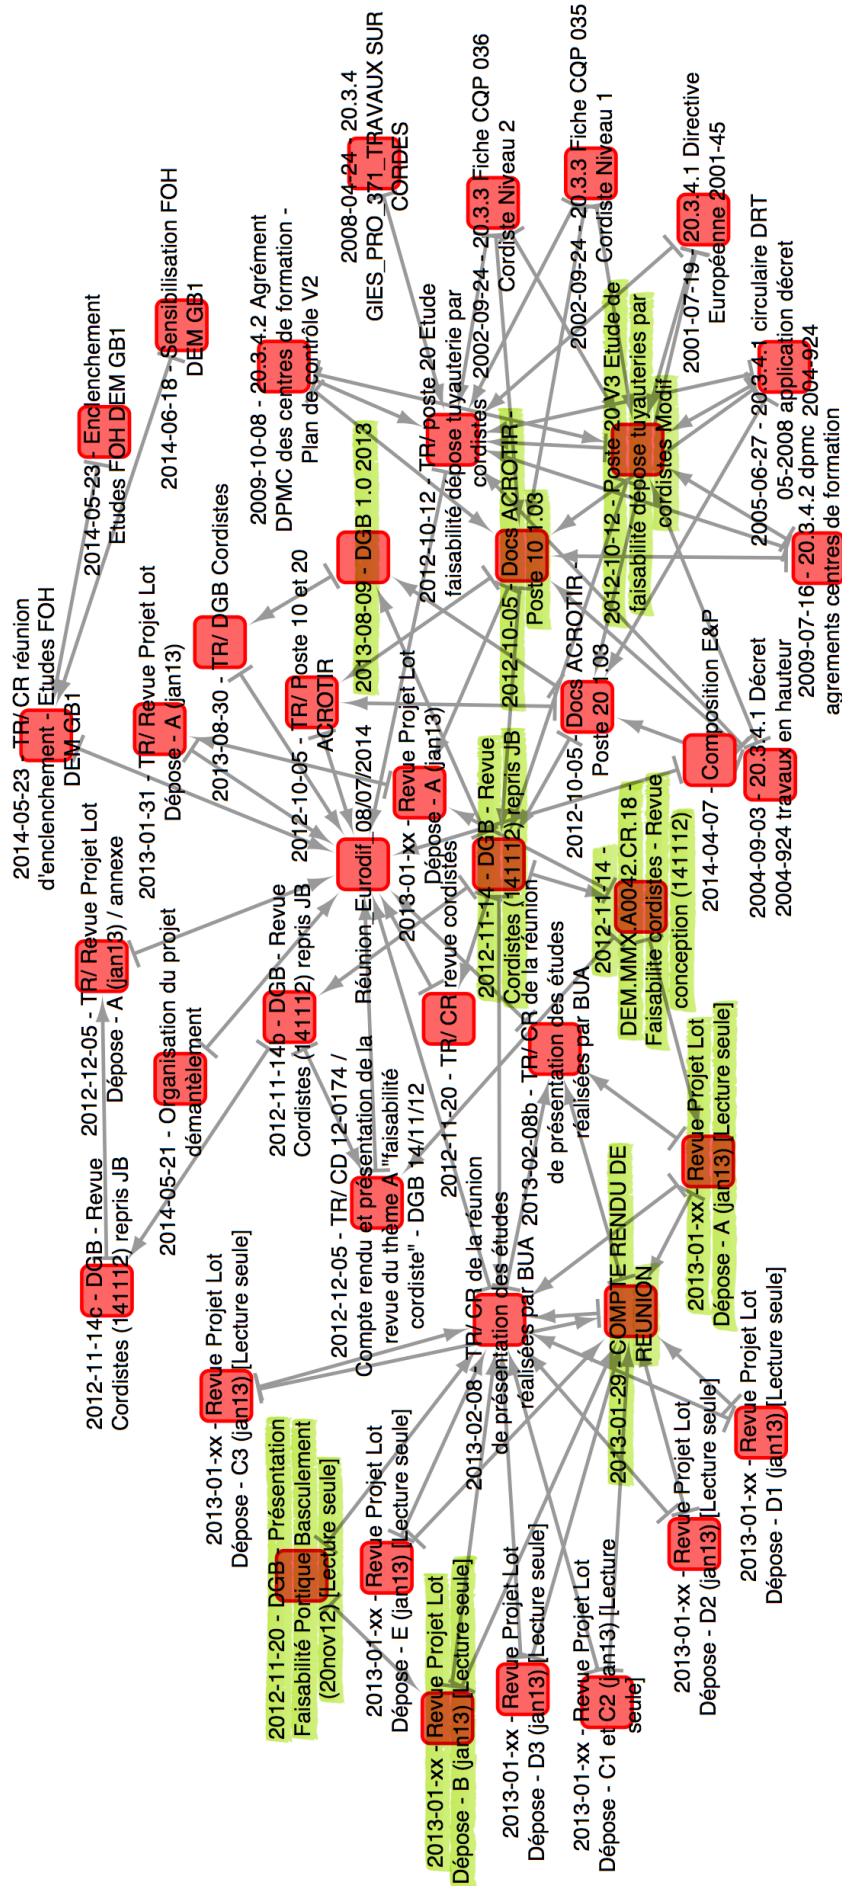 2014-05-23 - TR/ CR réunion
d'enclenchement - Etudes FOH
DEM GB1
2014-05-23 - Enclenchement
Etudes FOH DEM GB1
2014-06-18 - Sensibilisation FOH
DEM GB1
2012-11-14c - DGB - Revue
Cordistes (141112) repris JB
2012-12-05 - TR/ Revue Projet Lot
Dépose - A (jan13) / annexe
2013-01-31 - TR/ Revue Projet Lot
Dépose - A (jan13)
2014-05-21 - Organisation du projet
démantèlement
2013-08-30 - TR/ DGB Cordistes
2009-10-08 - 20.3.4.2 Agrément
DPMC des centres de formation -
Plan de contrôle V2
2008-04-24 - 20.3.4
GIES_PRO_371_TRAVAUX SUR
CORDES
2013-01-xx - Revue Projet Lot
Dépose - C3 (jan13) [Lecture seule]
2012-11-14b - DGB - Revue
Cordistes (141112) repris JB
2012-10-05 - TR/ Poste 10 et 20
ACROTIR
2012-11-20 - DGB - Présentation
Faisabilité Portique Basculement
(20nov12) [Lecture seule]
2012-12-05 - TR/ CD 12-0174 /
Compte rendu et présentation de la
revue du thème A "faisabilité
cordiste" - DGB 14/11/12
Réunion_Eurodif_08/07/2014
2013-08-09 - DGB 1.0 2013
2013-01-xx - Revue Projet Lot
Dépose - E (jan13) [Lecture seule]
2012-11-20 - TR/ CR revue cordistes
2013-01-xx - Revue Projet Lot
Dépose - A (jan13)
2012-10-12 - TR/ poste 20 Etude
faisabilité dépose tuyauterie par
cordistes
2002-09-24 - 20.3.3 Fiche CQP 036
Cordiste Niveau 2
2013-01-xx - Revue Projet Lot
Dépose - B (jan13) [Lecture seule]
2013-02-08 - TR/ CR de la réunion
de présentation des études
réalisées par BUA
2012-11-14 - DGB - Revue
Cordistes (141112) repris JB
2012-10-05 - Docs ACROTIR -
Poste 10 1.03
2002-09-24 - 20.3.3 Fiche CQP 035
Cordiste Niveau 1
2013-01-xx - Revue Projet Lot
Dépose - D3 (jan13) [Lecture seule]
2013-02-08b - TR/ CR de la réunion
de présentation des études
réalisées par BUA
2012-10-05 - Docs ACROTIR -
Poste 20 1.03
2013-01-xx - Revue Projet Lot
Dépose - C1 et C2 (jan13) [Lecture
seule]
2013-01-29 - COMPTE RENDU DE
REUNION
2012-11-14 -
DEM.MMX.A0042.CR.18 -
Faisabilite cordistes - Revue
conception (141112)
2012-10-12 - Poste 20 V3 Etude de
faisabilité dépose tuyauteries par
cordistes Modif
2001-07-19 - 20.3.4.1 Directive
Européenne 2001-45
2013-01-xx - Revue Projet Lot
Dépose - D2 (jan13) [Lecture seule]
2013-01-xx - Revue Projet Lot
Dépose - A (jan13) [Lecture seule]
2014-04-07 - Composition E&P
2005-06-27 - 20.3.4.1 circulaire DRT
05-2008 application décret
2004-924
2013-01-xx - Revue Projet Lot
Dépose - D1 (jan13) [Lecture seule]
2004-09-03 - 20.3.4.1 Décret
2004-924 travaux en hauteur
2009-07-16 - 20.3.4.2 dpmc
agrements centres de formation